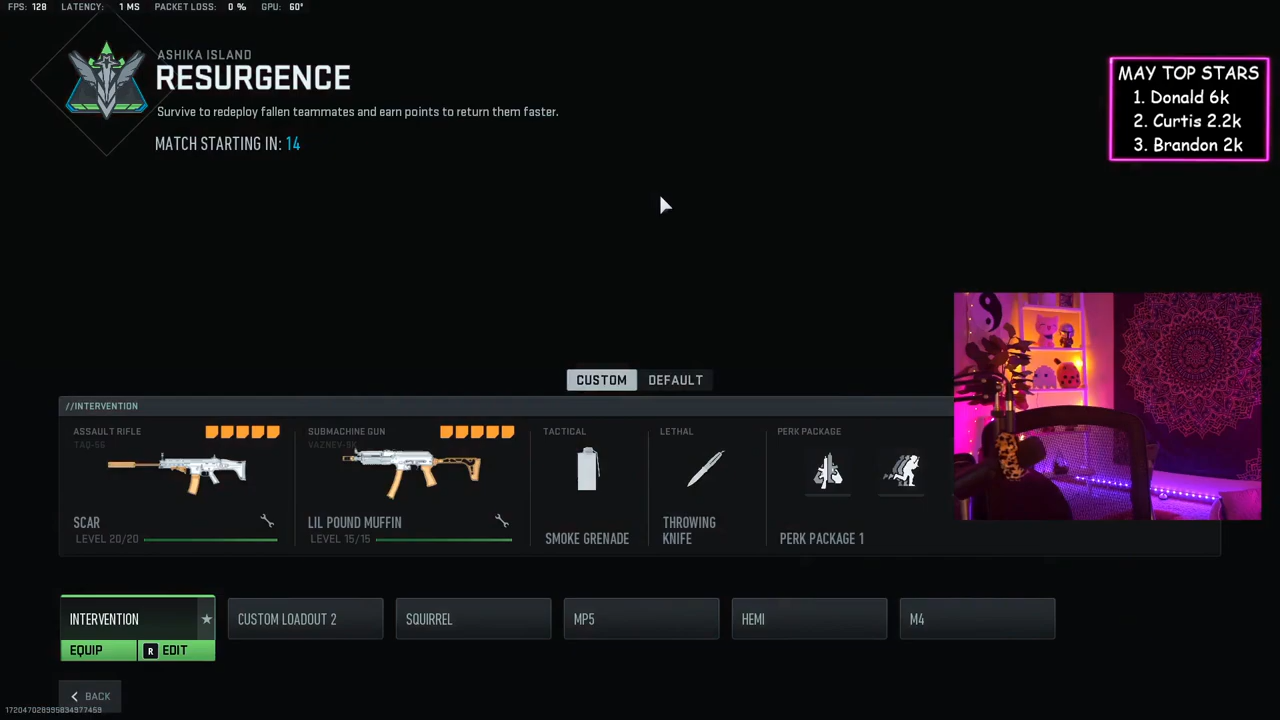 FPS: 128 LATENCY: 1 MS PACKET LOSS: 0 % GPU: 60°
ASHIKA ISLAND
RESURGENCE
Survive to redeploy fallen teammates and earn points to return them faster.
MATCH STARTING IN: 14
MAY TOP STARS
1. Donald 6k
2. Curtis 2.2k
3. Brandon 2k
CUSTOM DEFAULT
//INTERVENTION
ASSAULT RIFLE SUBMACHINE GUN TACTICAL LETHAL PERK PACKAGE
TAQ-56 VAZNEV-9K
SCAR LIL POUND MUFFIN SMOKE GRENADE THROWING KNIFE PERK PACKAGE 1
LEVEL 20/20 LEVEL 15/15
INTERVENTION CUSTOM LOADOUT 2 SQUIRREL MP5 HEMI M4
EQUIP R EDIT
BACK